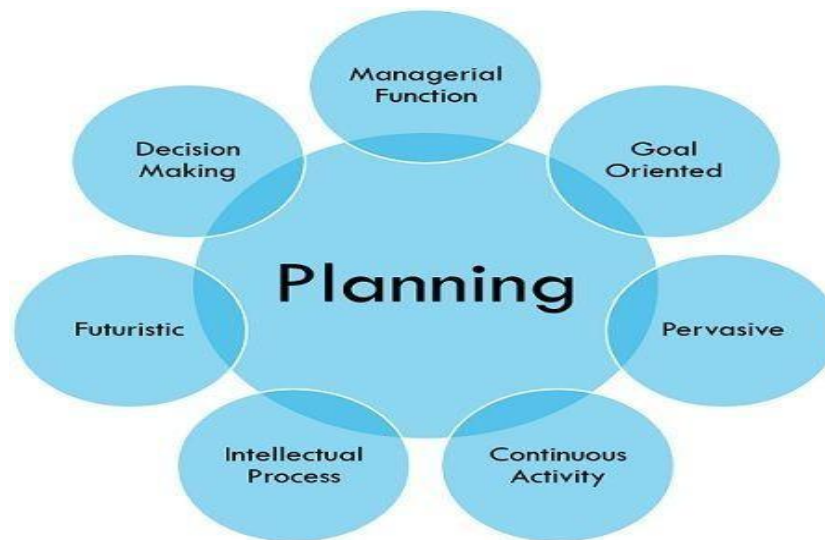 Managerial
Function
Decision
Making
Goal
Oriented
Planning
Futuristic
Pervasive
Intellectual
Process
Continuous
Activity